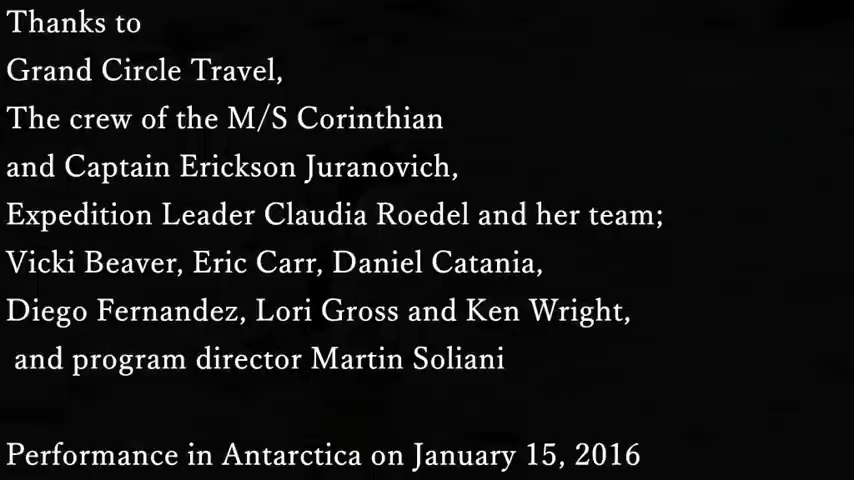 Thanks to
Grand Circle Travel,
The crew of the M/S Corinthian
and Captain Erickson Juranovich,
Expedition Leader Claudia Roedel and her team;
Vicki Beaver, Eric Carr, Daniel Catania,
Diego Fernandez, Lori Gross and Ken Wright,
and program director Martin Soliani
Performance in Antarctica on January 15, 2016